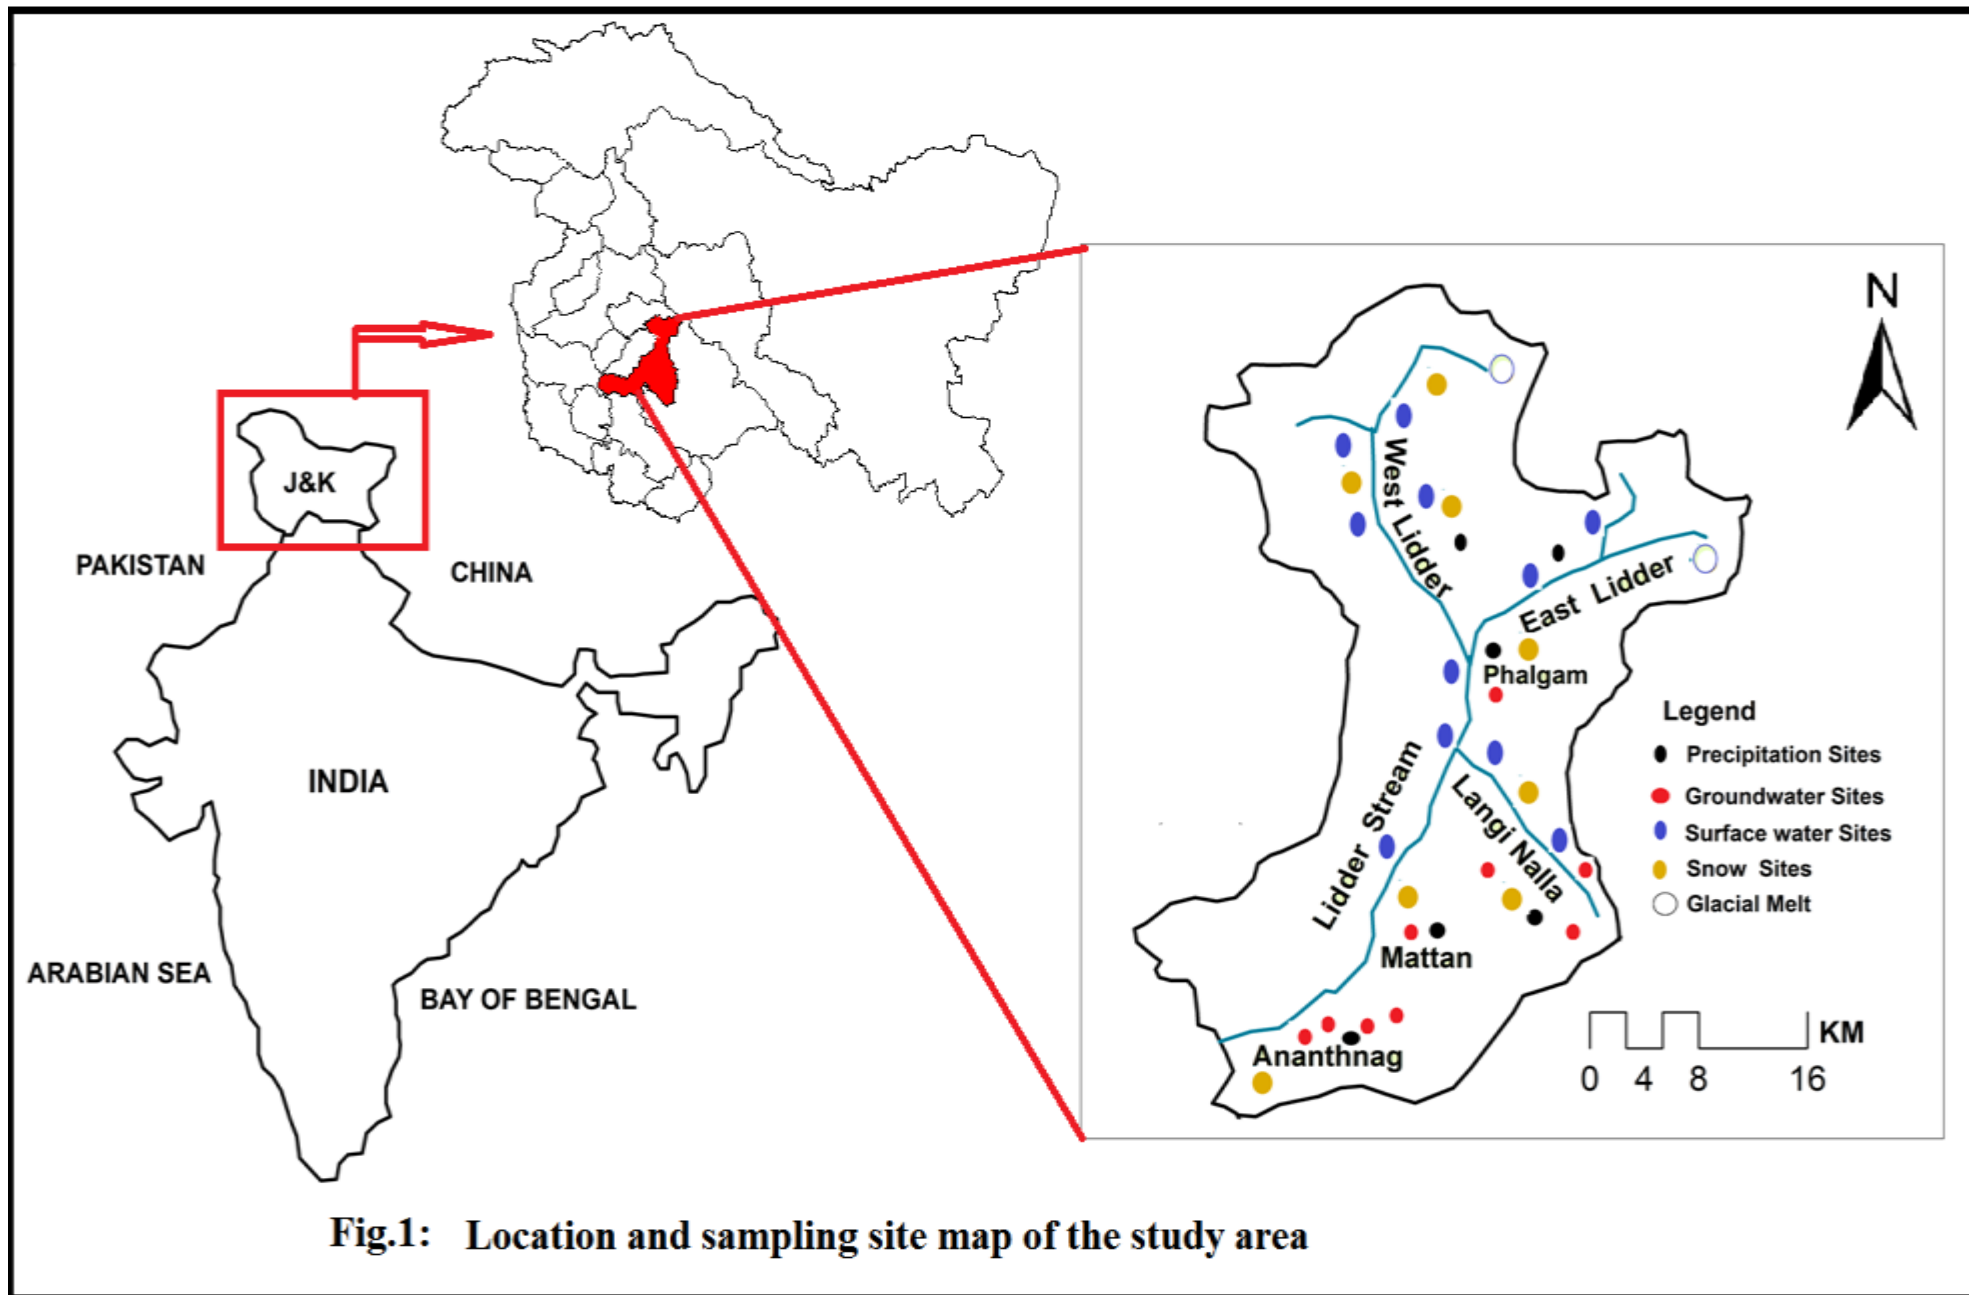 J&K
PAKISTAN
CHINA
INDIA
ARABIAN SEA
BAY OF BENGAL
N
West Lidder
East Lidder
Phalgam
Lidder Stream
Langi Nalla
Mattan
Ananthnag
Legend
Precipitation Sites
Groundwater Sites
Surface water Sites
Snow Sites
Glacial Melt
KM
0 4 8 16
Fig.1: Location and sampling site map of the study area